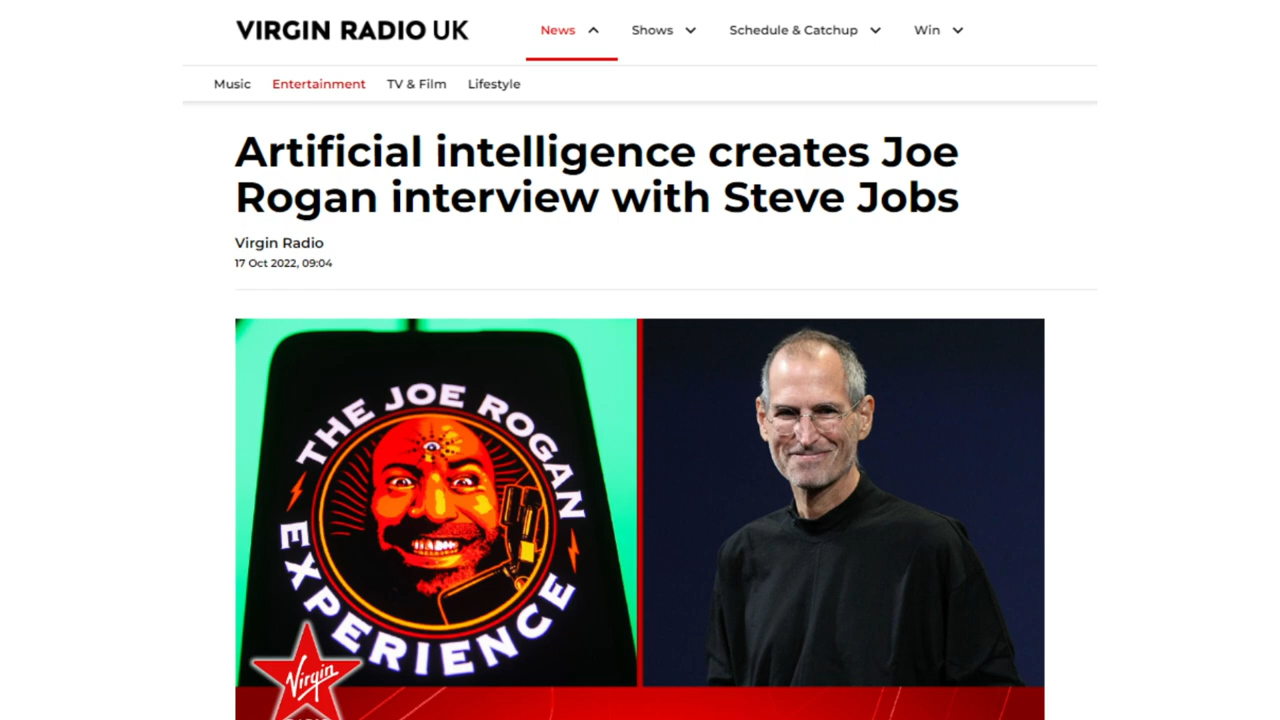 VIRGIN RADIO UK
News
Shows
Schedule & Catchup
Win
Music
Entertainment
TV & Film
Lifestyle
Artificial intelligence creates Joe
Rogan interview with Steve Jobs
Virgin Radio
17 Oct 2022, 09:04
THE JOE ROGAN
EXPERIENCE
Virgin
RADIO